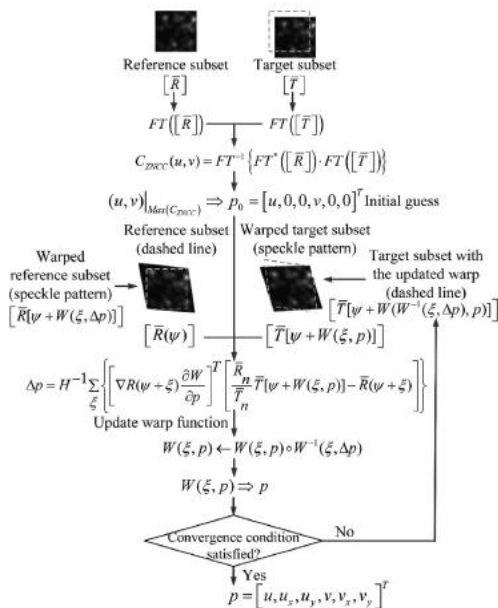 Reference subset
Target subset
[R̅]
[T̅]
FT([R̅])
FT([T̅])
C_ZNCC(u,v) = FT⁻¹{FT*([R̅])·FT([T̅])}
(u,v)|_Max{C_ZNCC} ⇒ p₀ = [u,0,0,v,0,0]ᵀ Initial guess
Reference subset
(dashed line)
Warped target subset
(speckle pattern)
Warped
reference subset
(speckle pattern)
[R̅[ψ+W(ξ,Δp)]]
Target subset with
the updated warp
(dashed line)
[T̅[ψ+W(W⁻¹(ξ,Δp),p)]]
[R̅(ψ)]
[T̅[ψ+W(ξ,p)]]
Δp = H⁻¹∑_ξ{[∇R(ψ+ξ)∂W/∂p]ᵀ[R̅_n/T̅_n T̅[ψ+W(ξ,p)]−R̅(ψ+ξ)]}
Update warp function
W(ξ,p) ← W(ξ,p)∘W⁻¹(ξ,Δp)
W(ξ,p) ⇒ p
Convergence condition
satisfied?
No
Yes
p = [u,u_x,u_y,v,v_x,v_y]ᵀ